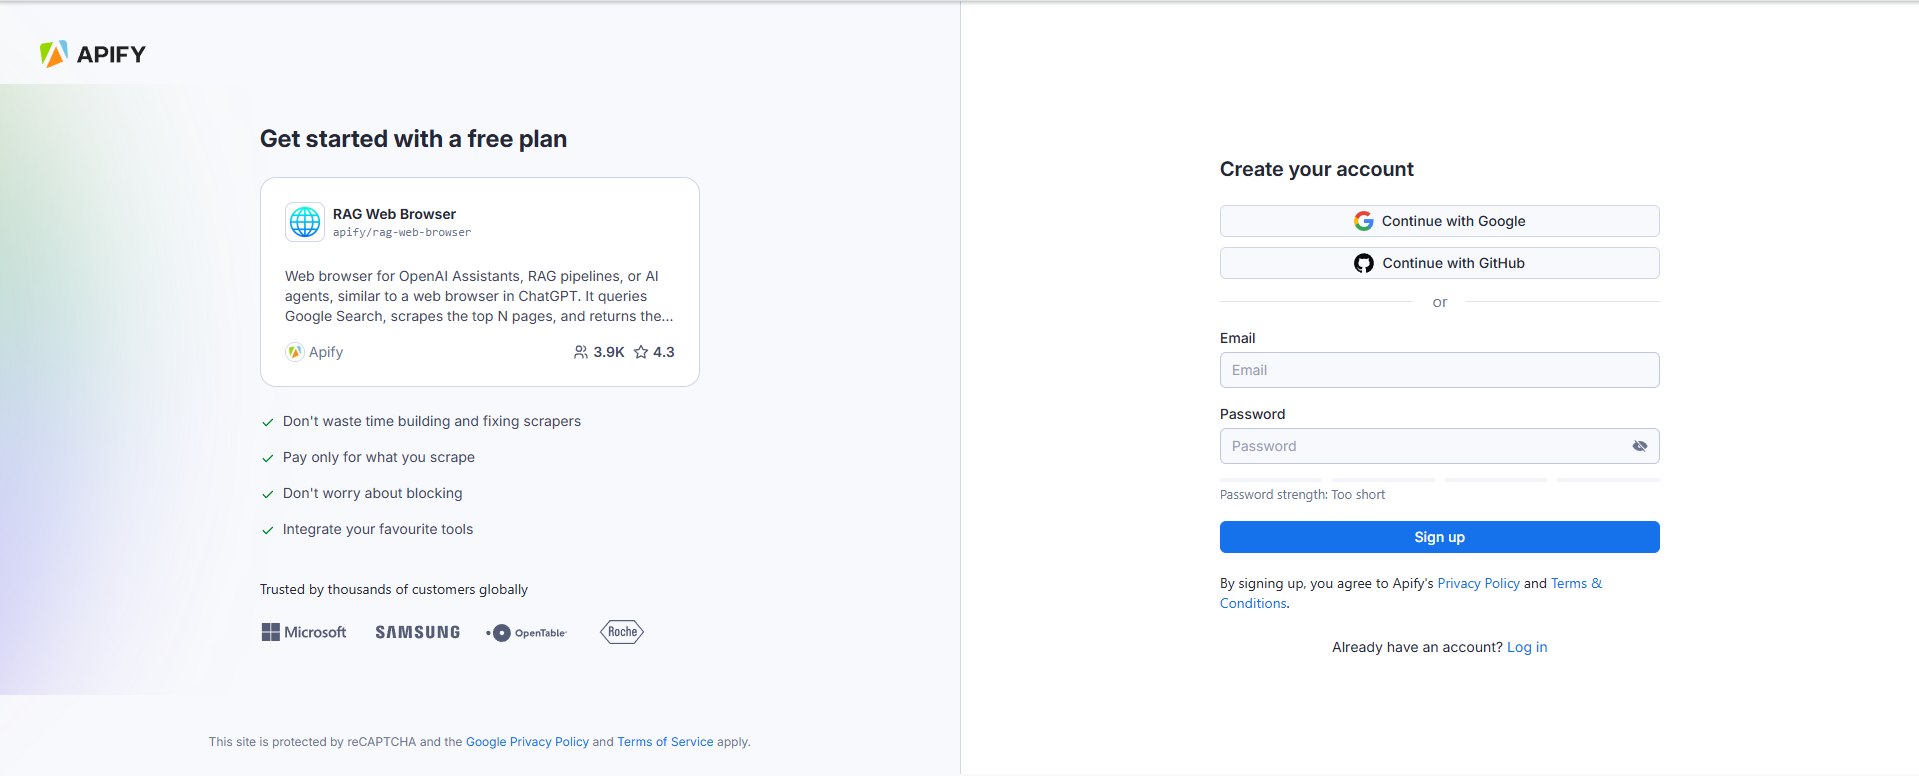 APIFY
Get started with a free plan
RAG Web Browser
apify/rag-web-browser
Web browser for OpenAI Assistants, RAG pipelines, or AI
agents, similar to a web browser in ChatGPT. It queries
Google Search, scrapes the top N pages, and returns the...
Apify
3.9K
4.3
Don't waste time building and fixing scrapers
Pay only for what you scrape
Don't worry about blocking
Integrate your favourite tools
Trusted by thousands of customers globally
Microsoft
SAMSUNG
OpenTable
Roche
This site is protected by reCAPTCHA and the Google Privacy Policy and Terms of Service apply.
Create your account
Continue with Google
Continue with GitHub
or
Email
Email
Password
Password
Password strength: Too short
Sign up
By signing up, you agree to Apify's Privacy Policy and Terms &
Conditions.
Already have an account? Log in